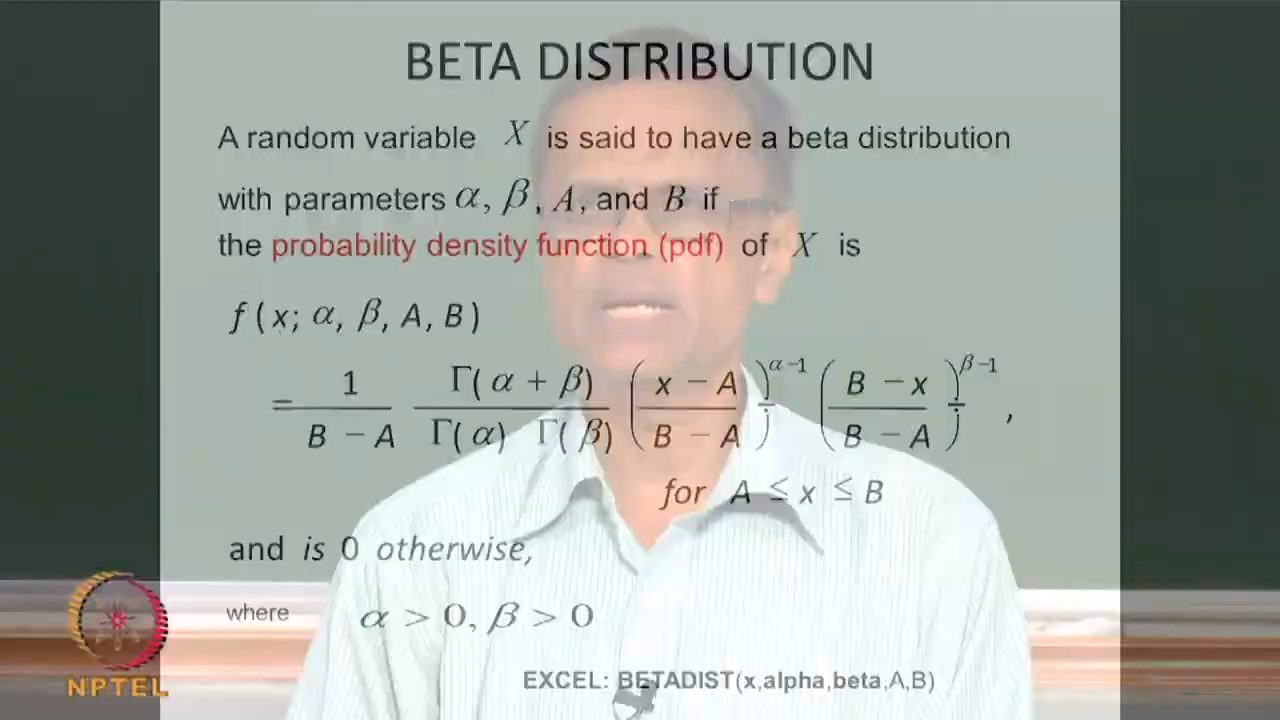 BETA DISTRIBUTION
A random variable X is said to have a beta distribution
with parameters α, β, A, and B if
the probability density function (pdf) of X is
f ( x; α, β, A, B )
= 1 / (B − A) Γ( α + β) / Γ( α) Γ( β) ( x − A / B − A )^α−1 ( B − x / B − A )^β−1 ,
for A ≤ x ≤ B
and is 0 otherwise,
where α > 0, β > 0
EXCEL: BETADIST(x,alpha,beta,A,B)
NPTEL